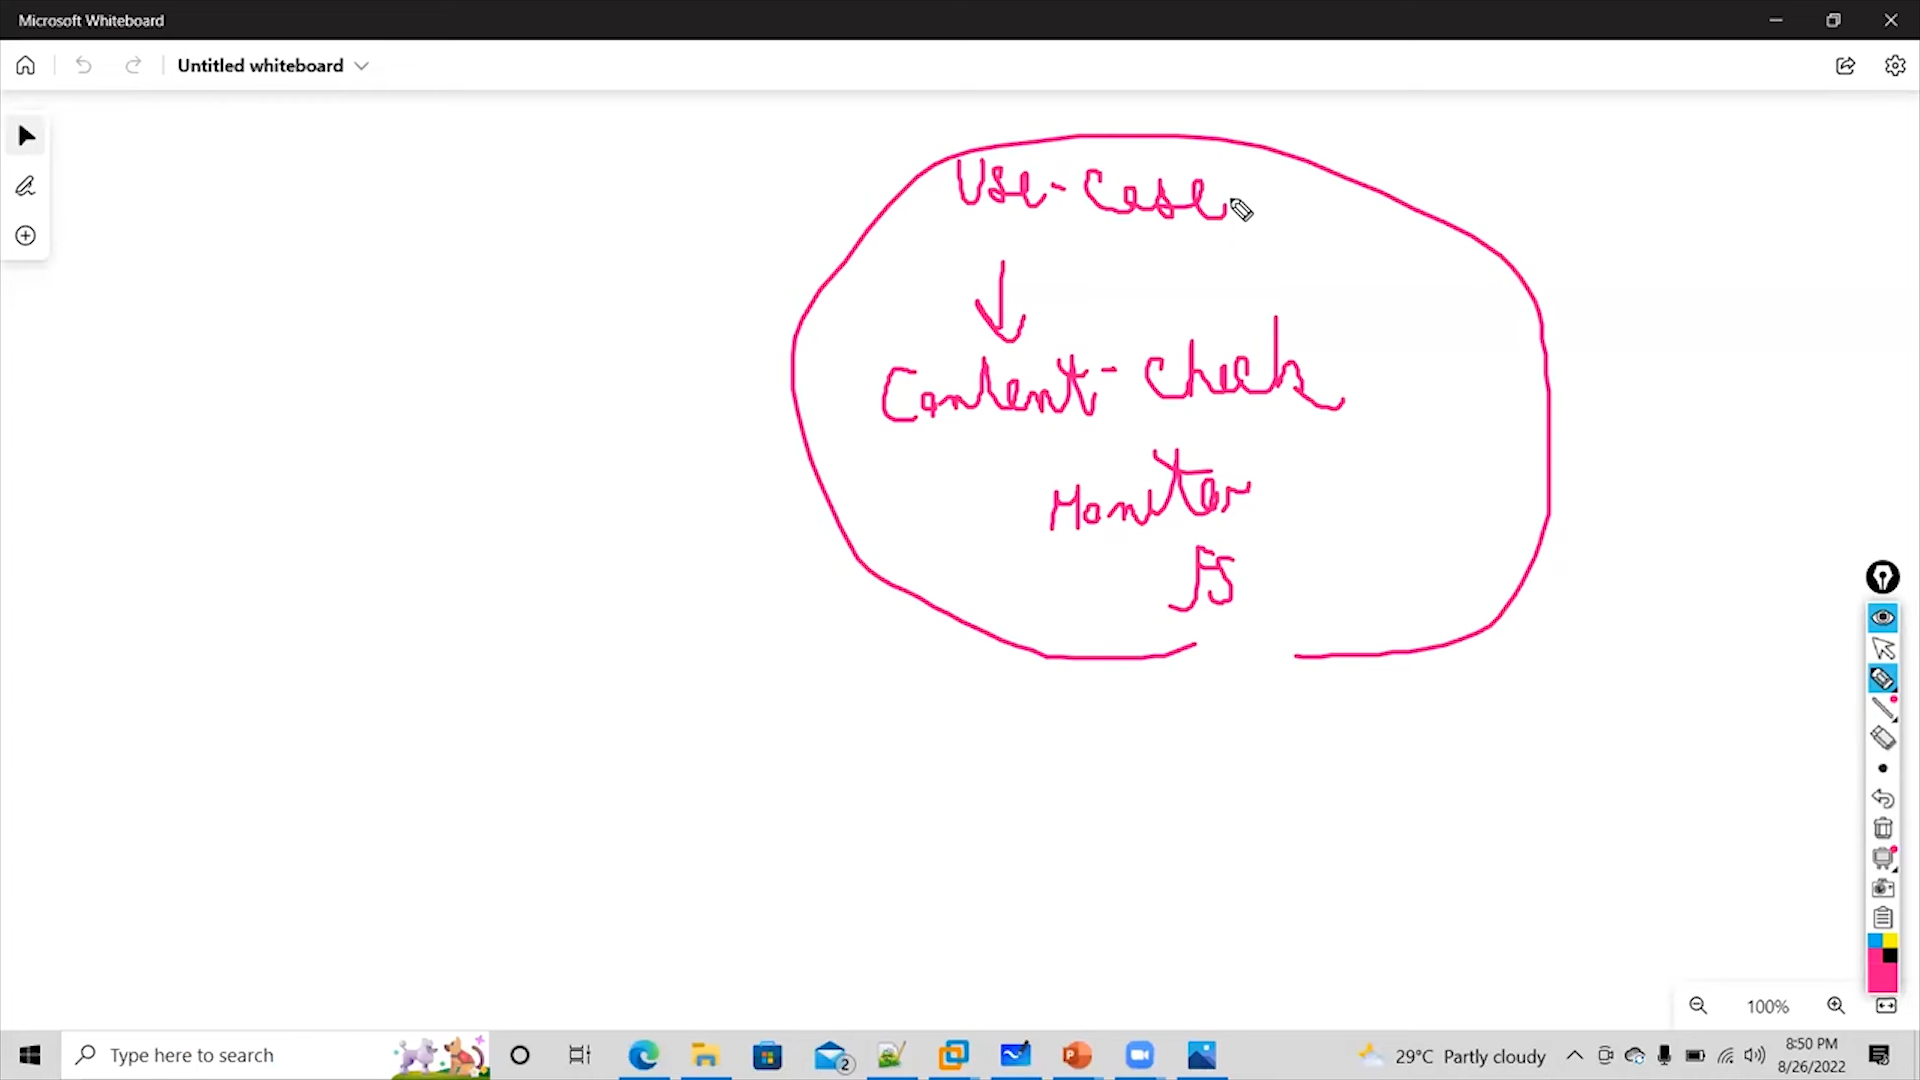 Microsoft Whiteboard
Untitled whiteboard
Use-Case
Content-Check
Monitor
100%
Type here to search
2
29°C Partly cloudy
8:50 PM
8/26/2022